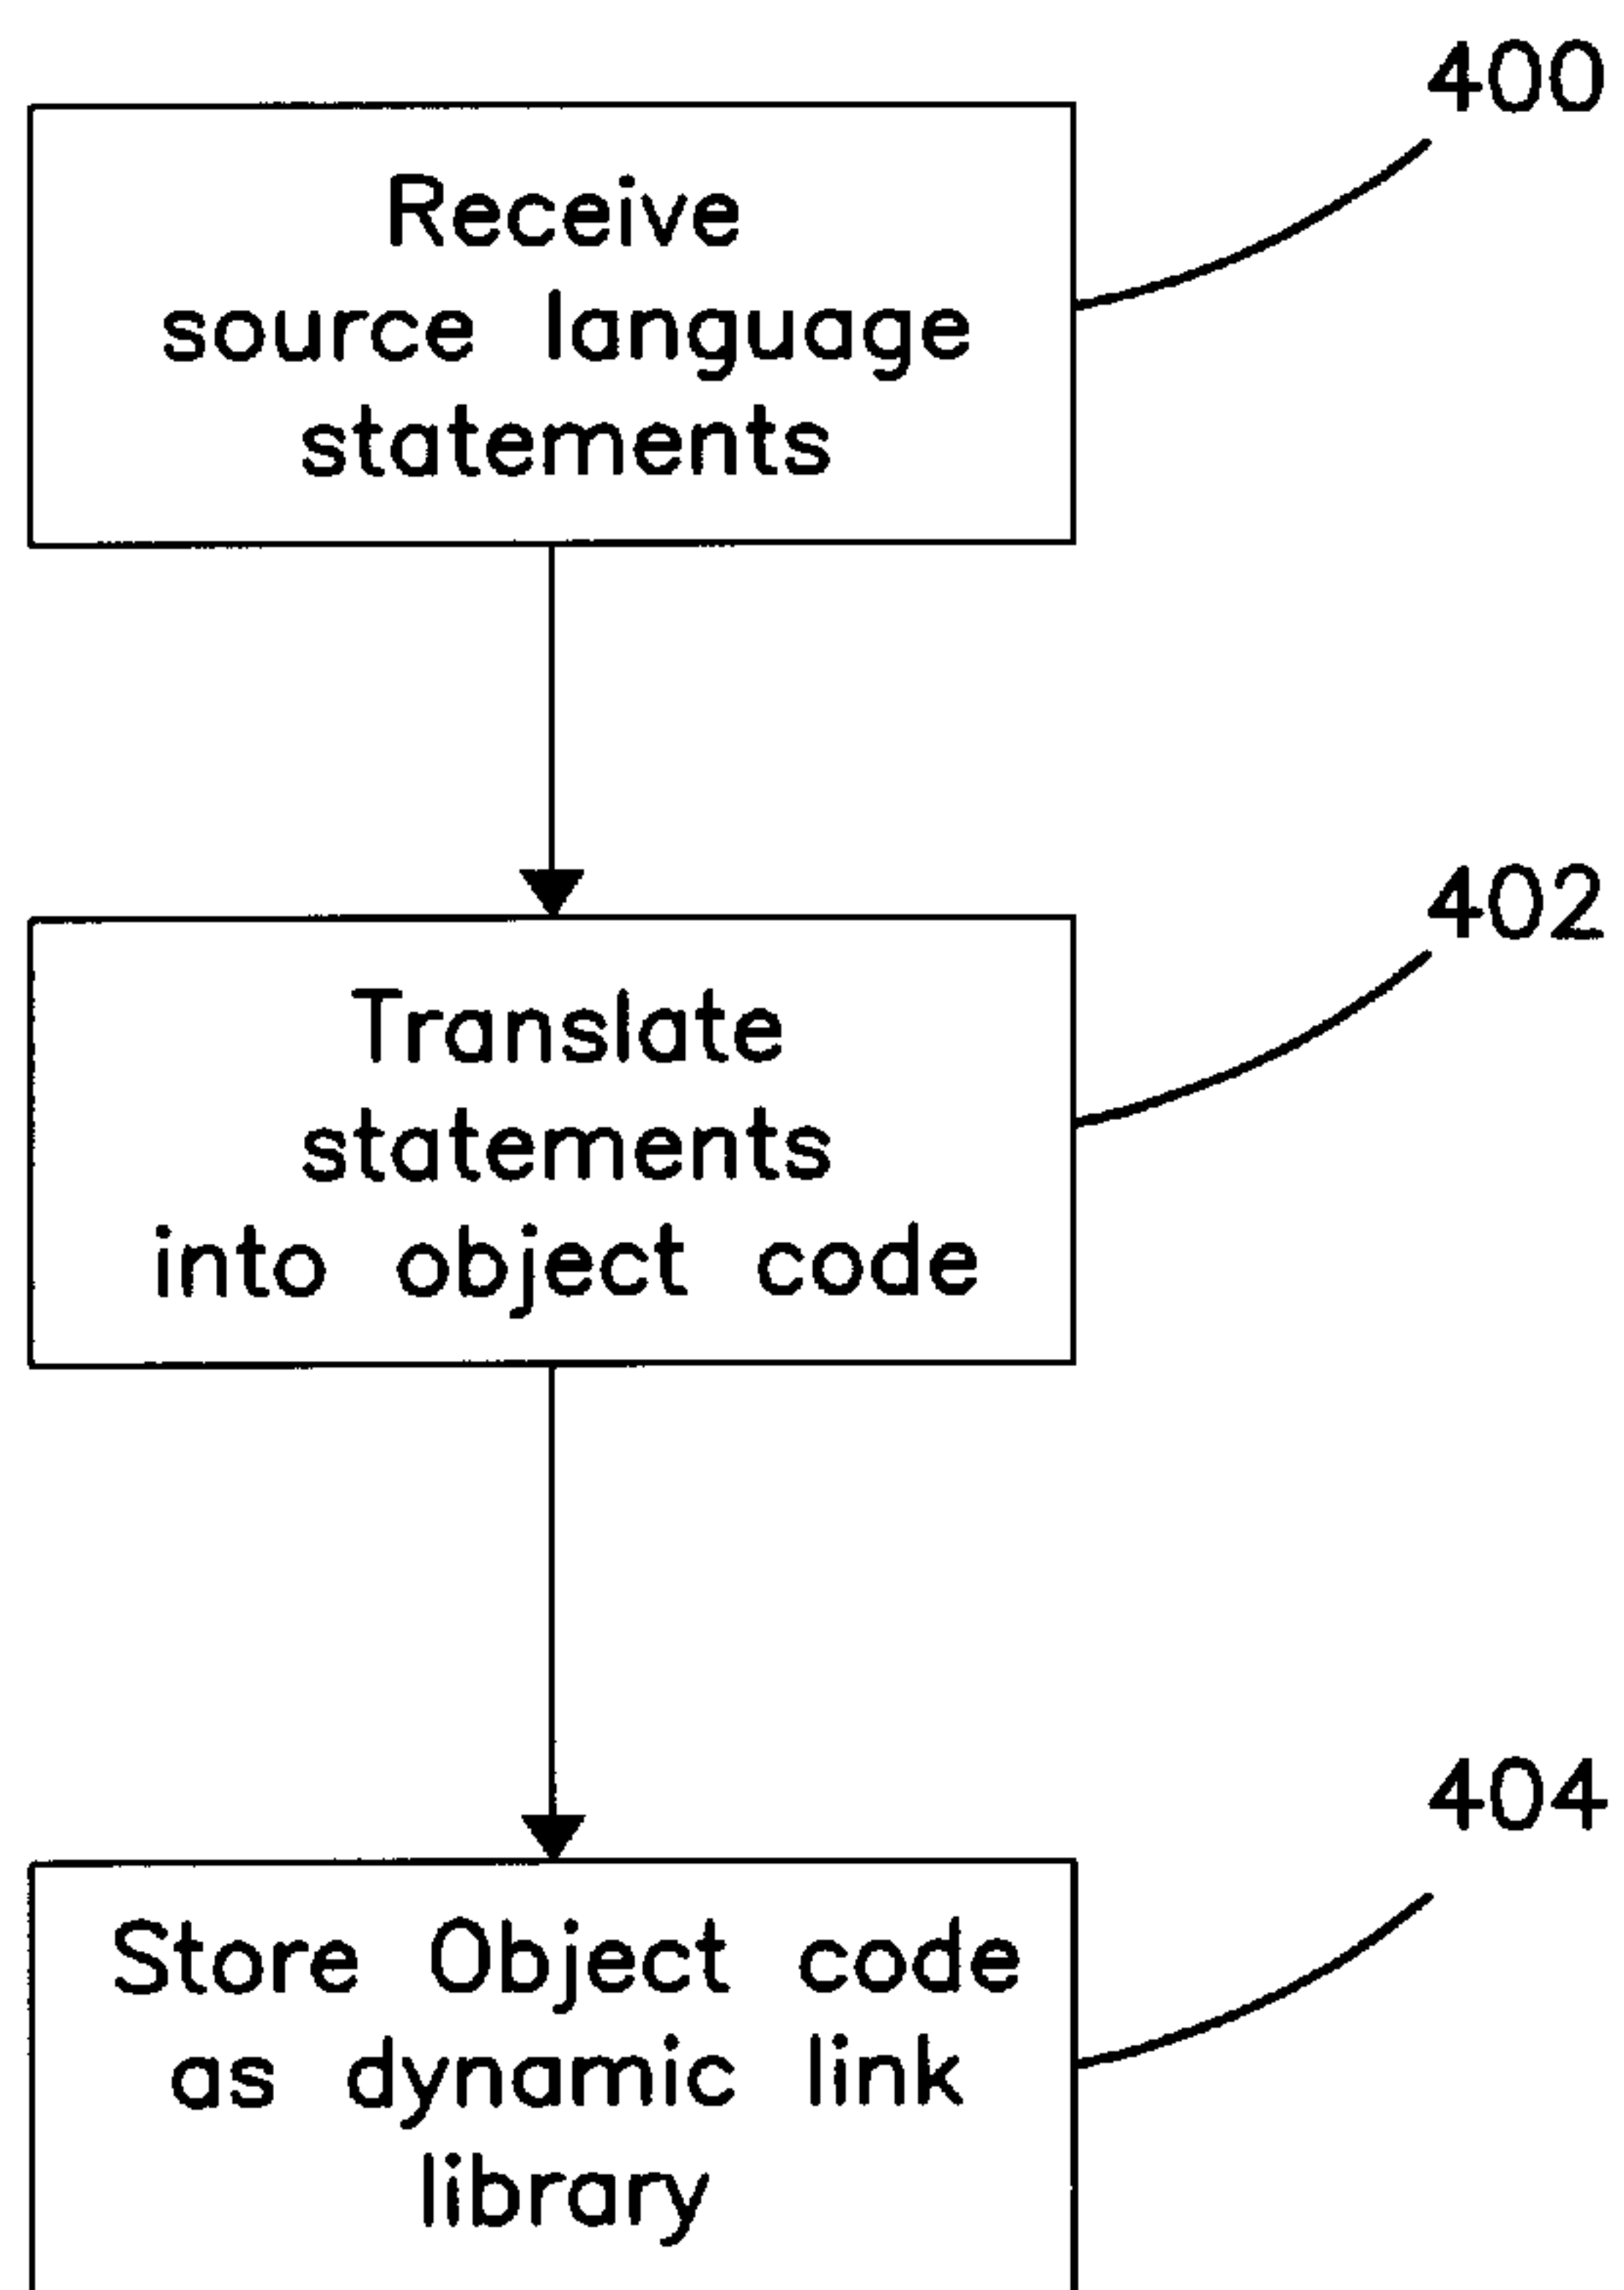 400
Receive
source language
statements
402
Translate
statements
into object code
404
Store Object code
as dynamic link
library